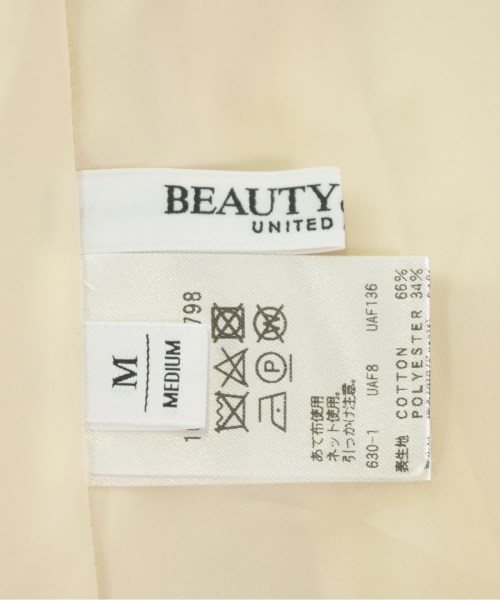 BEAUTY&
UNITED
M
MEDIUM
798
P
あて布使用
ネット使用。
引っかけ注意。
630-1 UAF8 UAF136
表生地 COTTON 66%
POLYESTER 34%